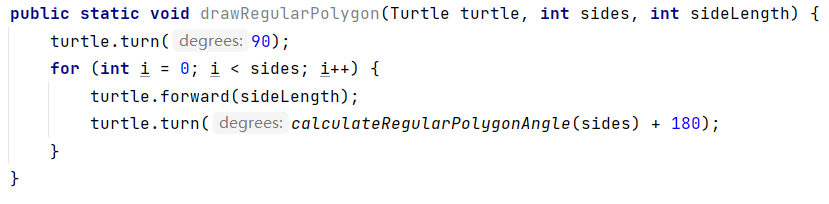 public static void drawRegularPolygon(Turtle turtle, int sides, int sideLength) {
    turtle.turn( degrees: 90);
    for (int i = 0; i < sides; i++) {
        turtle.forward(sideLength);
        turtle.turn( degrees: calculateRegularPolygonAngle(sides) + 180);
    }
}